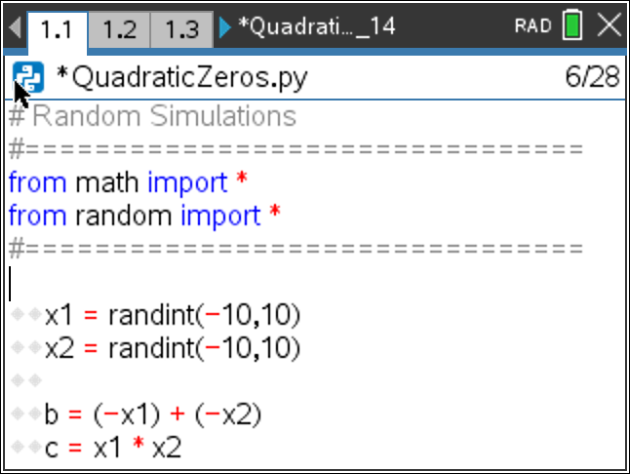 1.1 1.2 1.3 *Quadrati..._14 RAD
*QuadraticZeros.py 6/28
# Random Simulations
#================================
from math import *
from random import *
#================================
x1 = randint(−10,10)
x2 = randint(−10,10)
b = (−x1) + (−x2)
c = x1 * x2